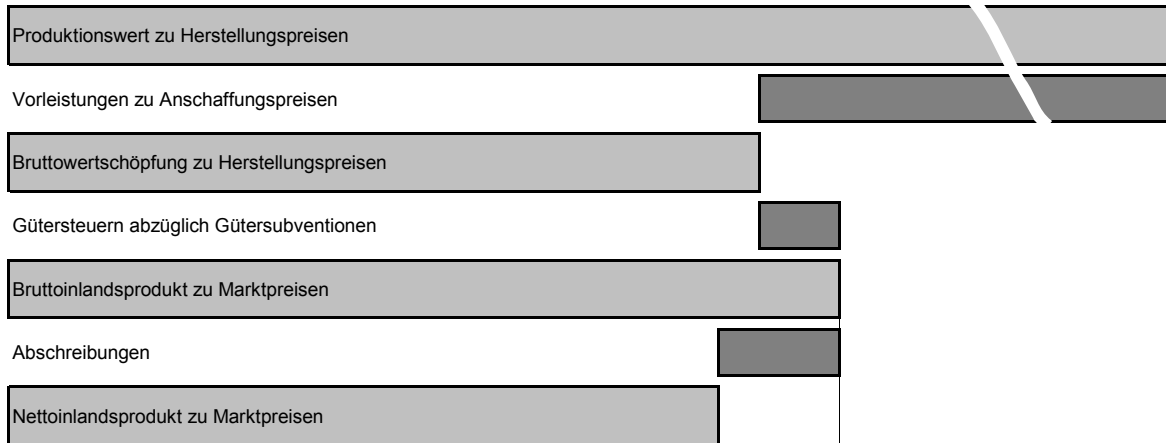 Produktionswert zu Herstellungspreisen
Vorleistungen zu Anschaffungspreisen
Bruttowertschöpfung zu Herstellungspreisen
Gütersteuern abzüglich Gütersubventionen
Bruttoinlandsprodukt zu Marktpreisen
Abschreibungen
Nettoinlandsprodukt zu Marktpreisen